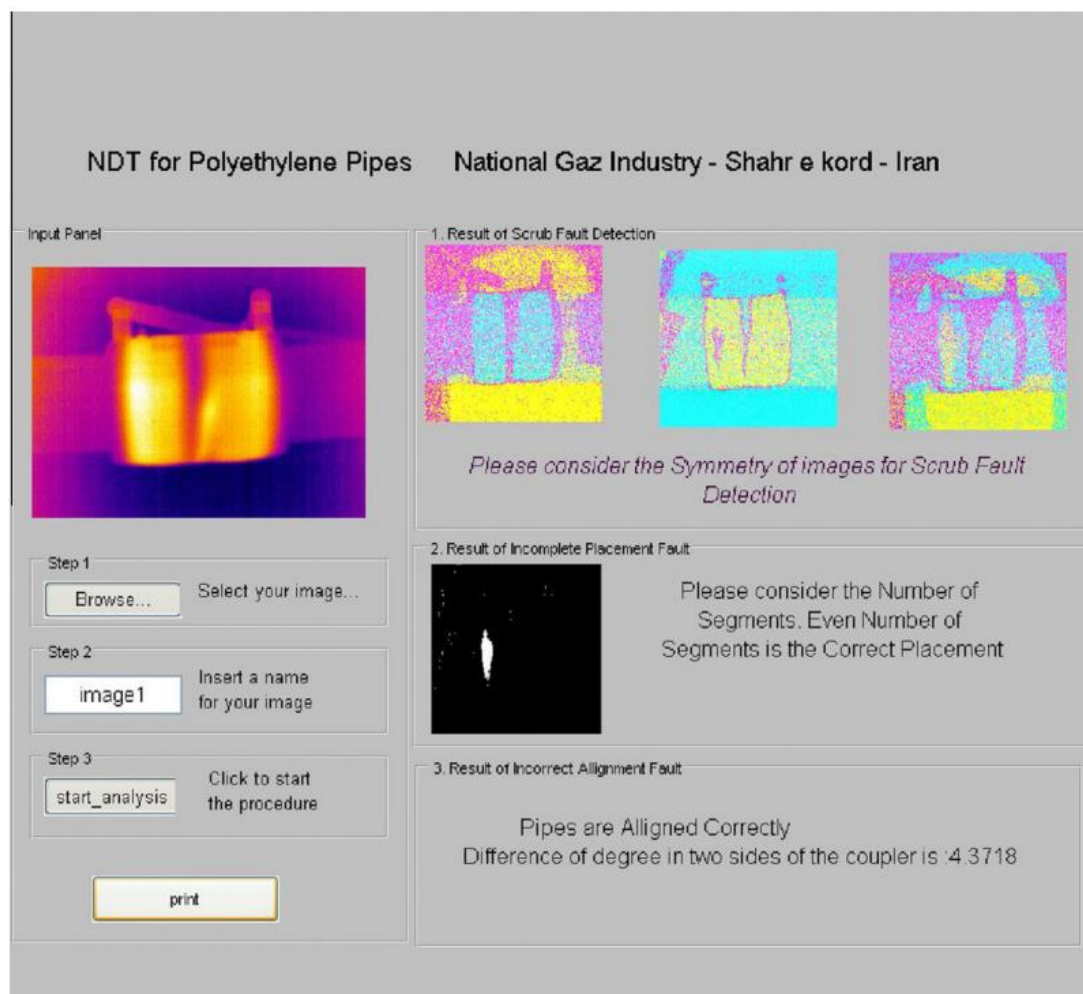 NDT for Polyethylene Pipes National Gaz Industry - Shahr e kord - Iran
Input Panel
Step 1
Browse...
Select your image...
Step 2
image1
Insert a name
for your image
Step 3
start_analysis
Click to start
the procedure
print
1. Result of Scrub Fault Detection
Please consider the Symmetry of images for Scrub Fault
Detection
2. Result of Incomplete Placement Fault
Please consider the Number of
Segments. Even Number of
Segments is the Correct Placement
3. Result of Incorrect Allignment Fault
Pipes are Alligned Correctly
Difference of degree in two sides of the coupler is :4.3718